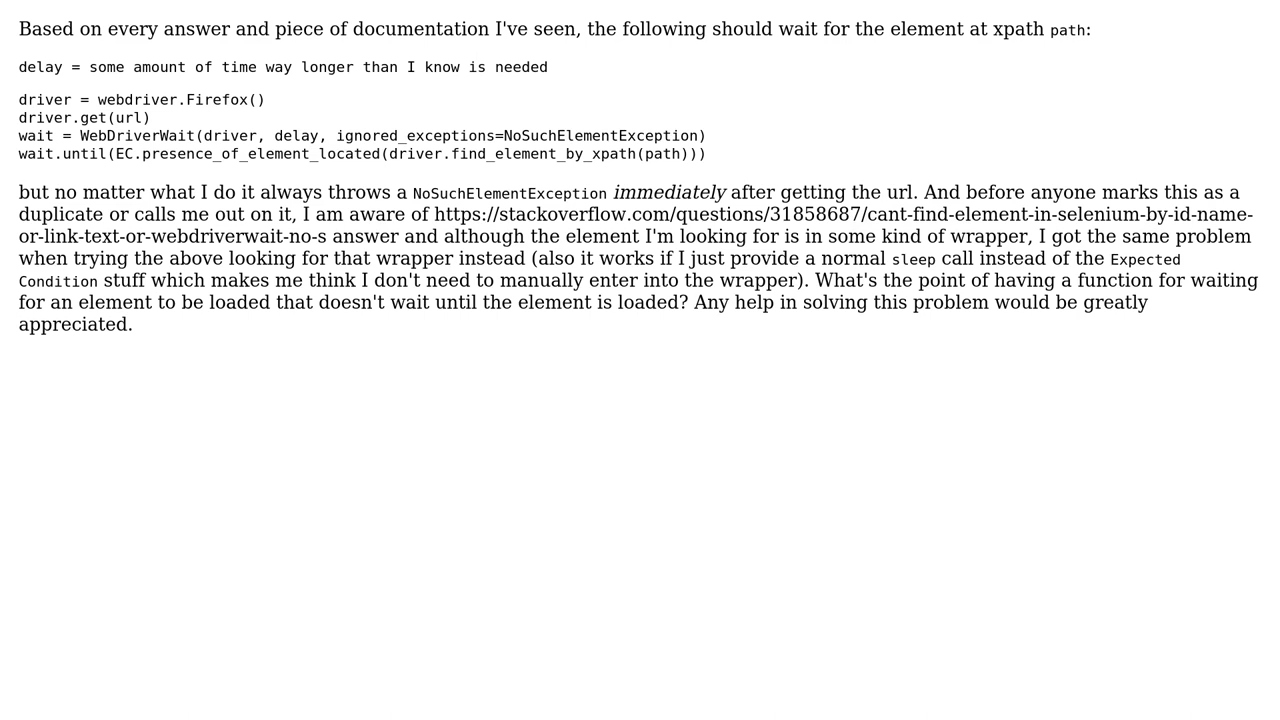 Based on every answer and piece of documentation I've seen, the following should wait for the element at xpath path:
delay = some amount of time way longer than I know is needed
driver = webdriver.Firefox()
driver.get(url)
wait = WebDriverWait(driver, delay, ignored_exceptions=NoSuchElementException)
wait.until(EC.presence_of_element_located(driver.find_element_by_xpath(path)))
but no matter what I do it always throws a NoSuchElementException immediately after getting the url. And before anyone marks this as a
duplicate or calls me out on it, I am aware of https://stackoverflow.com/questions/31858687/cant-find-element-in-selenium-by-id-name-
or-link-text-or-webdriverwait-no-s answer and although the element I'm looking for is in some kind of wrapper, I got the same problem
when trying the above looking for that wrapper instead (also it works if I just provide a normal sleep call instead of the Expected
Condition stuff which makes me think I don't need to manually enter into the wrapper). What's the point of having a function for waiting
for an element to be loaded that doesn't wait until the element is loaded? Any help in solving this problem would be greatly
appreciated.